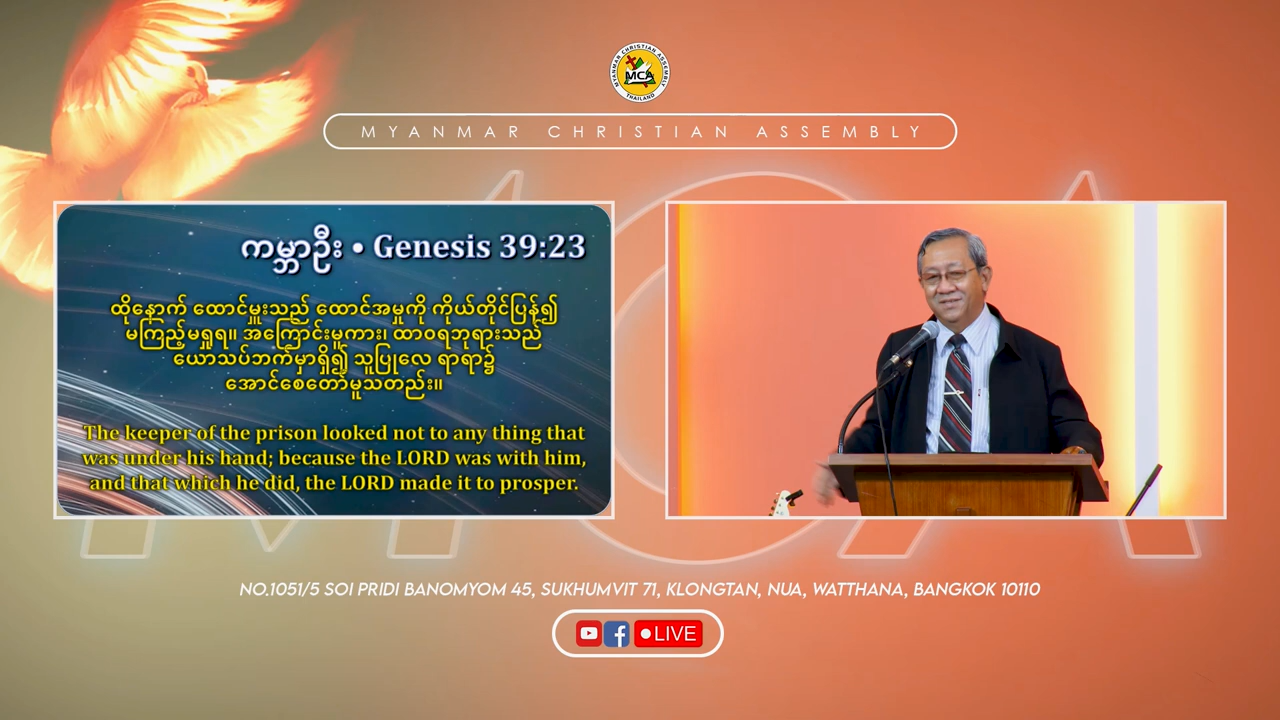 MYANMAR CHRISTIAN ASSEMBLY
MCA
THAILAND
MYANMAR CHRISTIAN ASSEMBLY
MCA
ကမ္ဘာဦး • Genesis 39:23
ထိုနောက် ထောင်မှူးသည် ထောင်အမှုကို ကိုယ်တိုင်ပြန်၍
မကြည့်မရှုရ။ အကြောင်းမူကား၊ ထာဝရဘုရားသည်
ယောသပ်ဘက်မှာရှိ၍ သူပြုလေ ရာရာ၌
အောင်စေတော်မူသတည်း။
The keeper of the prison looked not to any thing that
was under his hand; because the LORD was with him,
and that which he did, the LORD made it to prosper.
NO.1051/5 SOI PRIDI BANOMYOM 45, SUKHUMVIT 71, KLONGTAN, NUA, WATTHANA, BANGKOK 10110
LIVE